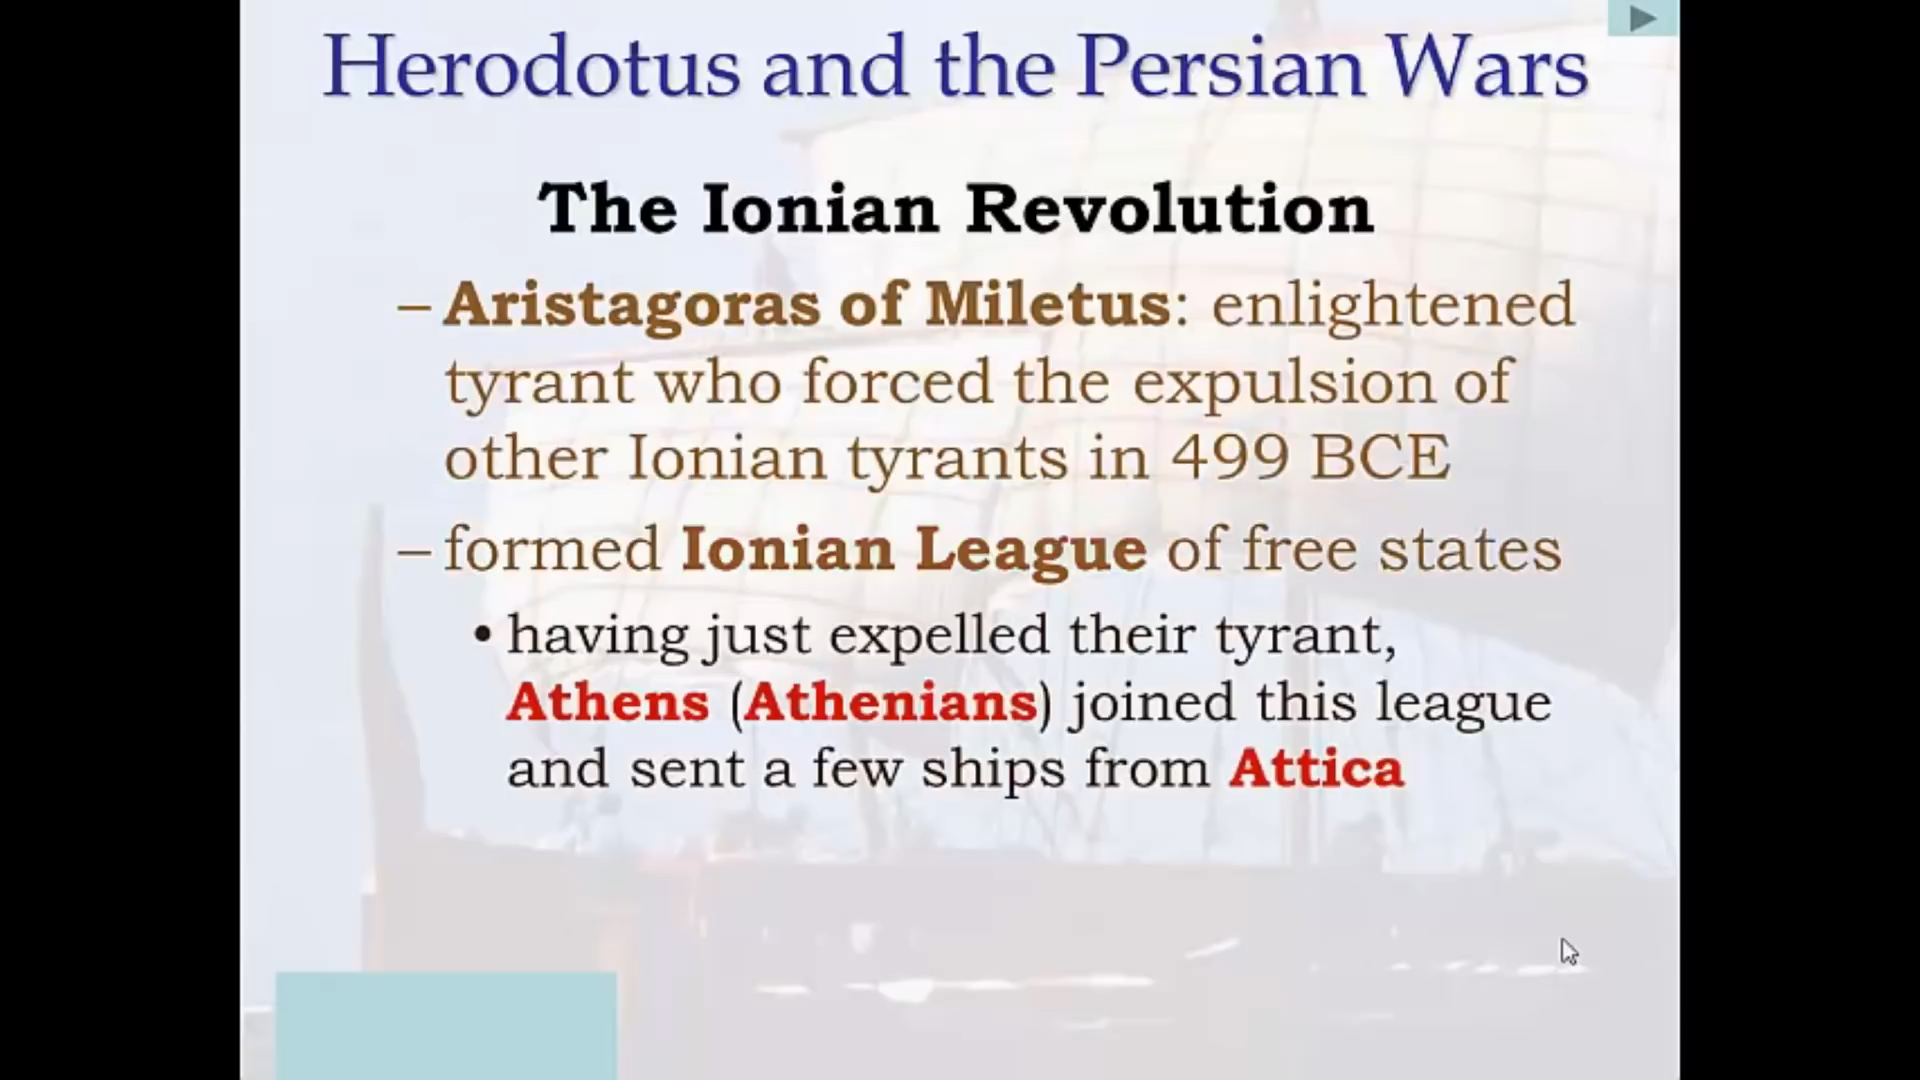 Herodotus and the Persian Wars
The Ionian Revolution
– Aristagoras of Miletus: enlightened
tyrant who forced the expulsion of
other Ionian tyrants in 499 BCE
– formed Ionian League of free states
• having just expelled their tyrant,
Athens (Athenians) joined this league
and sent a few ships from Attica